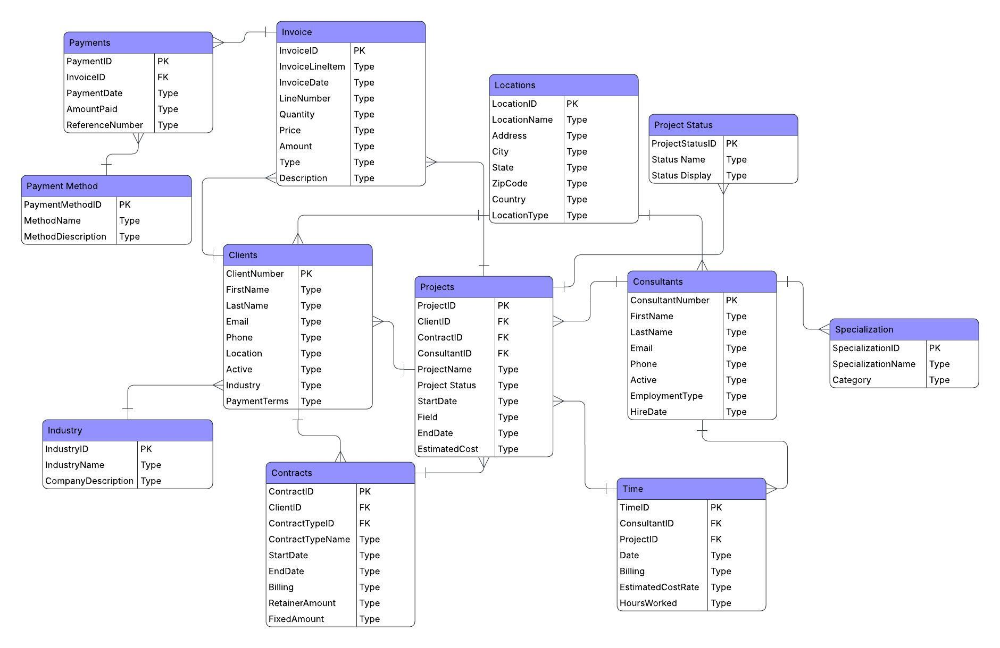 Payments
PaymentID PK
InvoiceID FK
PaymentDate Type
AmountPaid Type
ReferenceNumber Type
Invoice
InvoiceID PK
InvoiceLineItem Type
InvoiceDate Type
LineNumber Type
Quantity Type
Price Type
Amount Type
Type Type
Description Type
Locations
LocationID PK
LocationName Type
Address Type
City Type
State Type
ZipCode Type
Country Type
LocationType Type
Project Status
ProjectStatusID PK
Status Name Type
Status Display Type
Payment Method
PaymentMethodID PK
MethodName Type
MethodDiescription Type
Clients
ClientNumber PK
FirstName Type
LastName Type
Email Type
Phone Type
Location Type
Active Type
Industry Type
PaymentTerms Type
Projects
ProjectID PK
ClientID FK
ContractID FK
ConsultantID FK
ProjectName Type
Project Status Type
StartDate Type
Field Type
EndDate Type
EstimatedCost Type
Consultants
ConsultantNumber PK
FirstName Type
LastName Type
Email Type
Phone Type
Active Type
EmploymentType Type
HireDate Type
Specialization
SpecializationID PK
SpecializationName Type
Category Type
Industry
IndustryID PK
IndustryName Type
CompanyDescription Type
Contracts
ContractID PK
ClientID FK
ContractTypeID FK
ContractTypeName Type
StartDate Type
EndDate Type
Billing Type
RetainerAmount Type
FixedAmount Type
Time
TimeID PK
ConsultantID FK
ProjectID FK
Date Type
Billing Type
EstimatedCostRate Type
HoursWorked Type